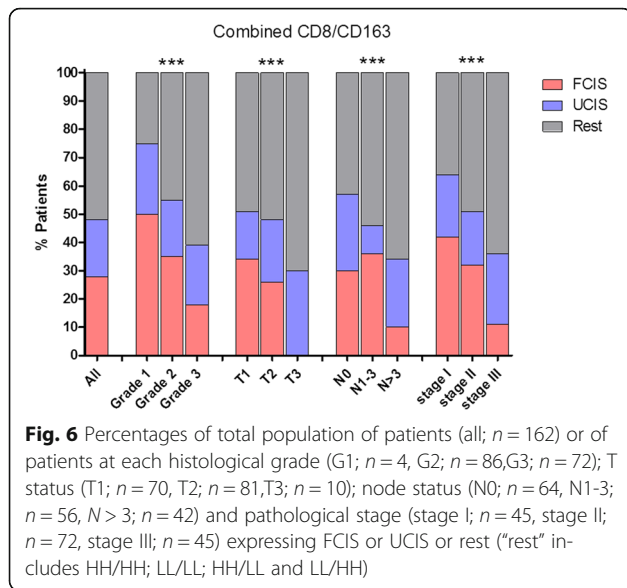 Combined CD8/CD163
*** *** *** ***
FCIS
UCIS
Rest
% Patients
100
90
80
70
60
50
40
30
20
10
0
All
Grade 1
Grade 2
Grade 3
T1
T2
T3
N0
N1-3
N>3
stage I
stage II
stage III
Fig. 6 Percentages of total population of patients (all; n = 162) or of
patients at each histological grade (G1; n = 4, G2; n = 86,G3; n = 72); T
status (T1; n = 70, T2; n = 81,T3; n = 10); node status (N0; n = 64, N1-3;
n = 56, N > 3; n = 42) and pathological stage (stage I; n = 45, stage II;
n = 72, stage III; n = 45) expressing FCIS or UCIS or rest (“rest” in-
cludes HH/HH; LL/LL; HH/LL and LL/HH)